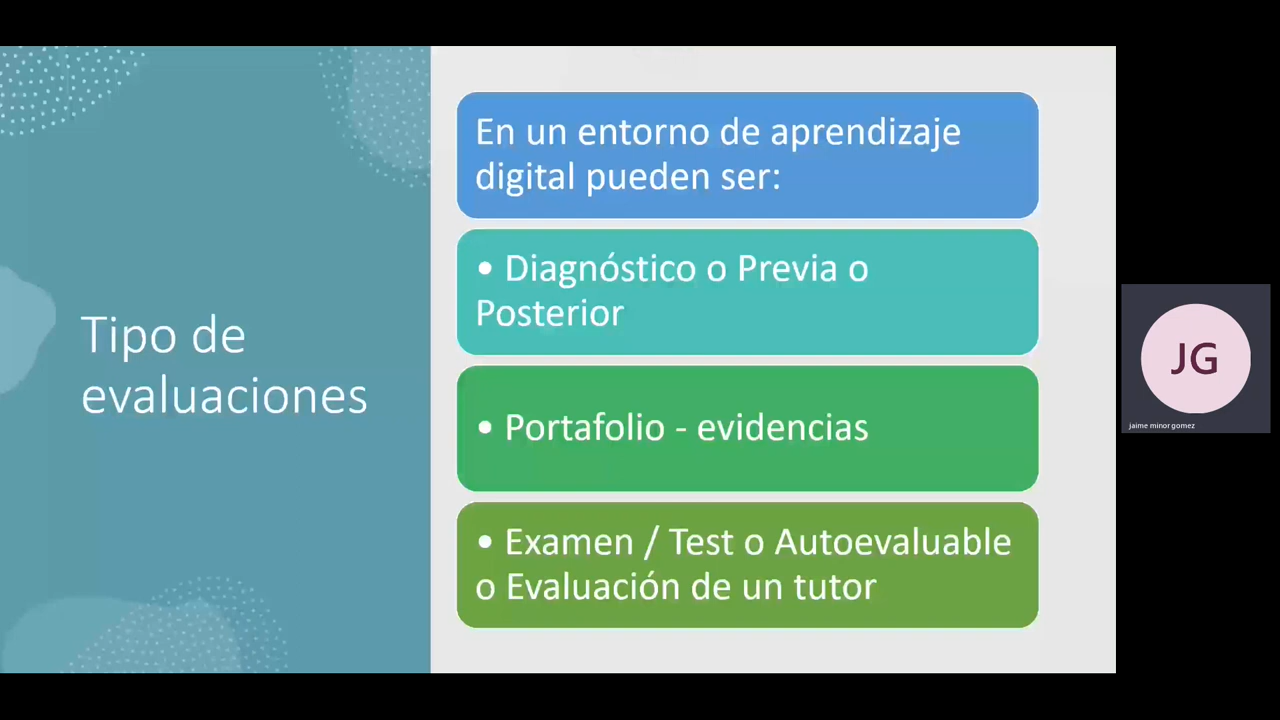 Tipo de
evaluaciones
En un entorno de aprendizaje
digital pueden ser:
• Diagnóstico o Previa o
Posterior
• Portafolio - evidencias
• Examen / Test o Autoevaluable
o Evaluación de un tutor
JG
jaime minor gomez